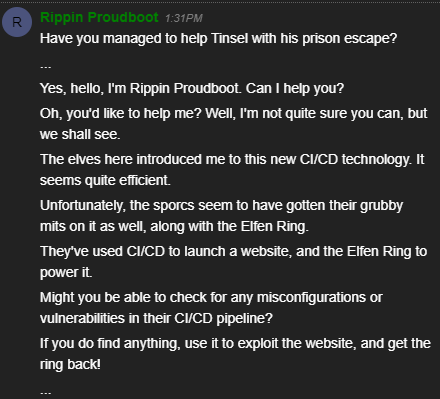 R
Rippin Proudboot 1:31PM
Have you managed to help Tinsel with his prison escape?
...
Yes, hello, I'm Rippin Proudboot. Can I help you?
Oh, you'd like to help me? Well, I'm not quite sure you can, but
we shall see.
The elves here introduced me to this new CI/CD technology. It
seems quite efficient.
Unfortunately, the sporcs seem to have gotten their grubby
mits on it as well, along with the Elfen Ring.
They've used CI/CD to launch a website, and the Elfen Ring to
power it.
Might you be able to check for any misconfigurations or
vulnerabilities in their CI/CD pipeline?
If you do find anything, use it to exploit the website, and get the
ring back!
...